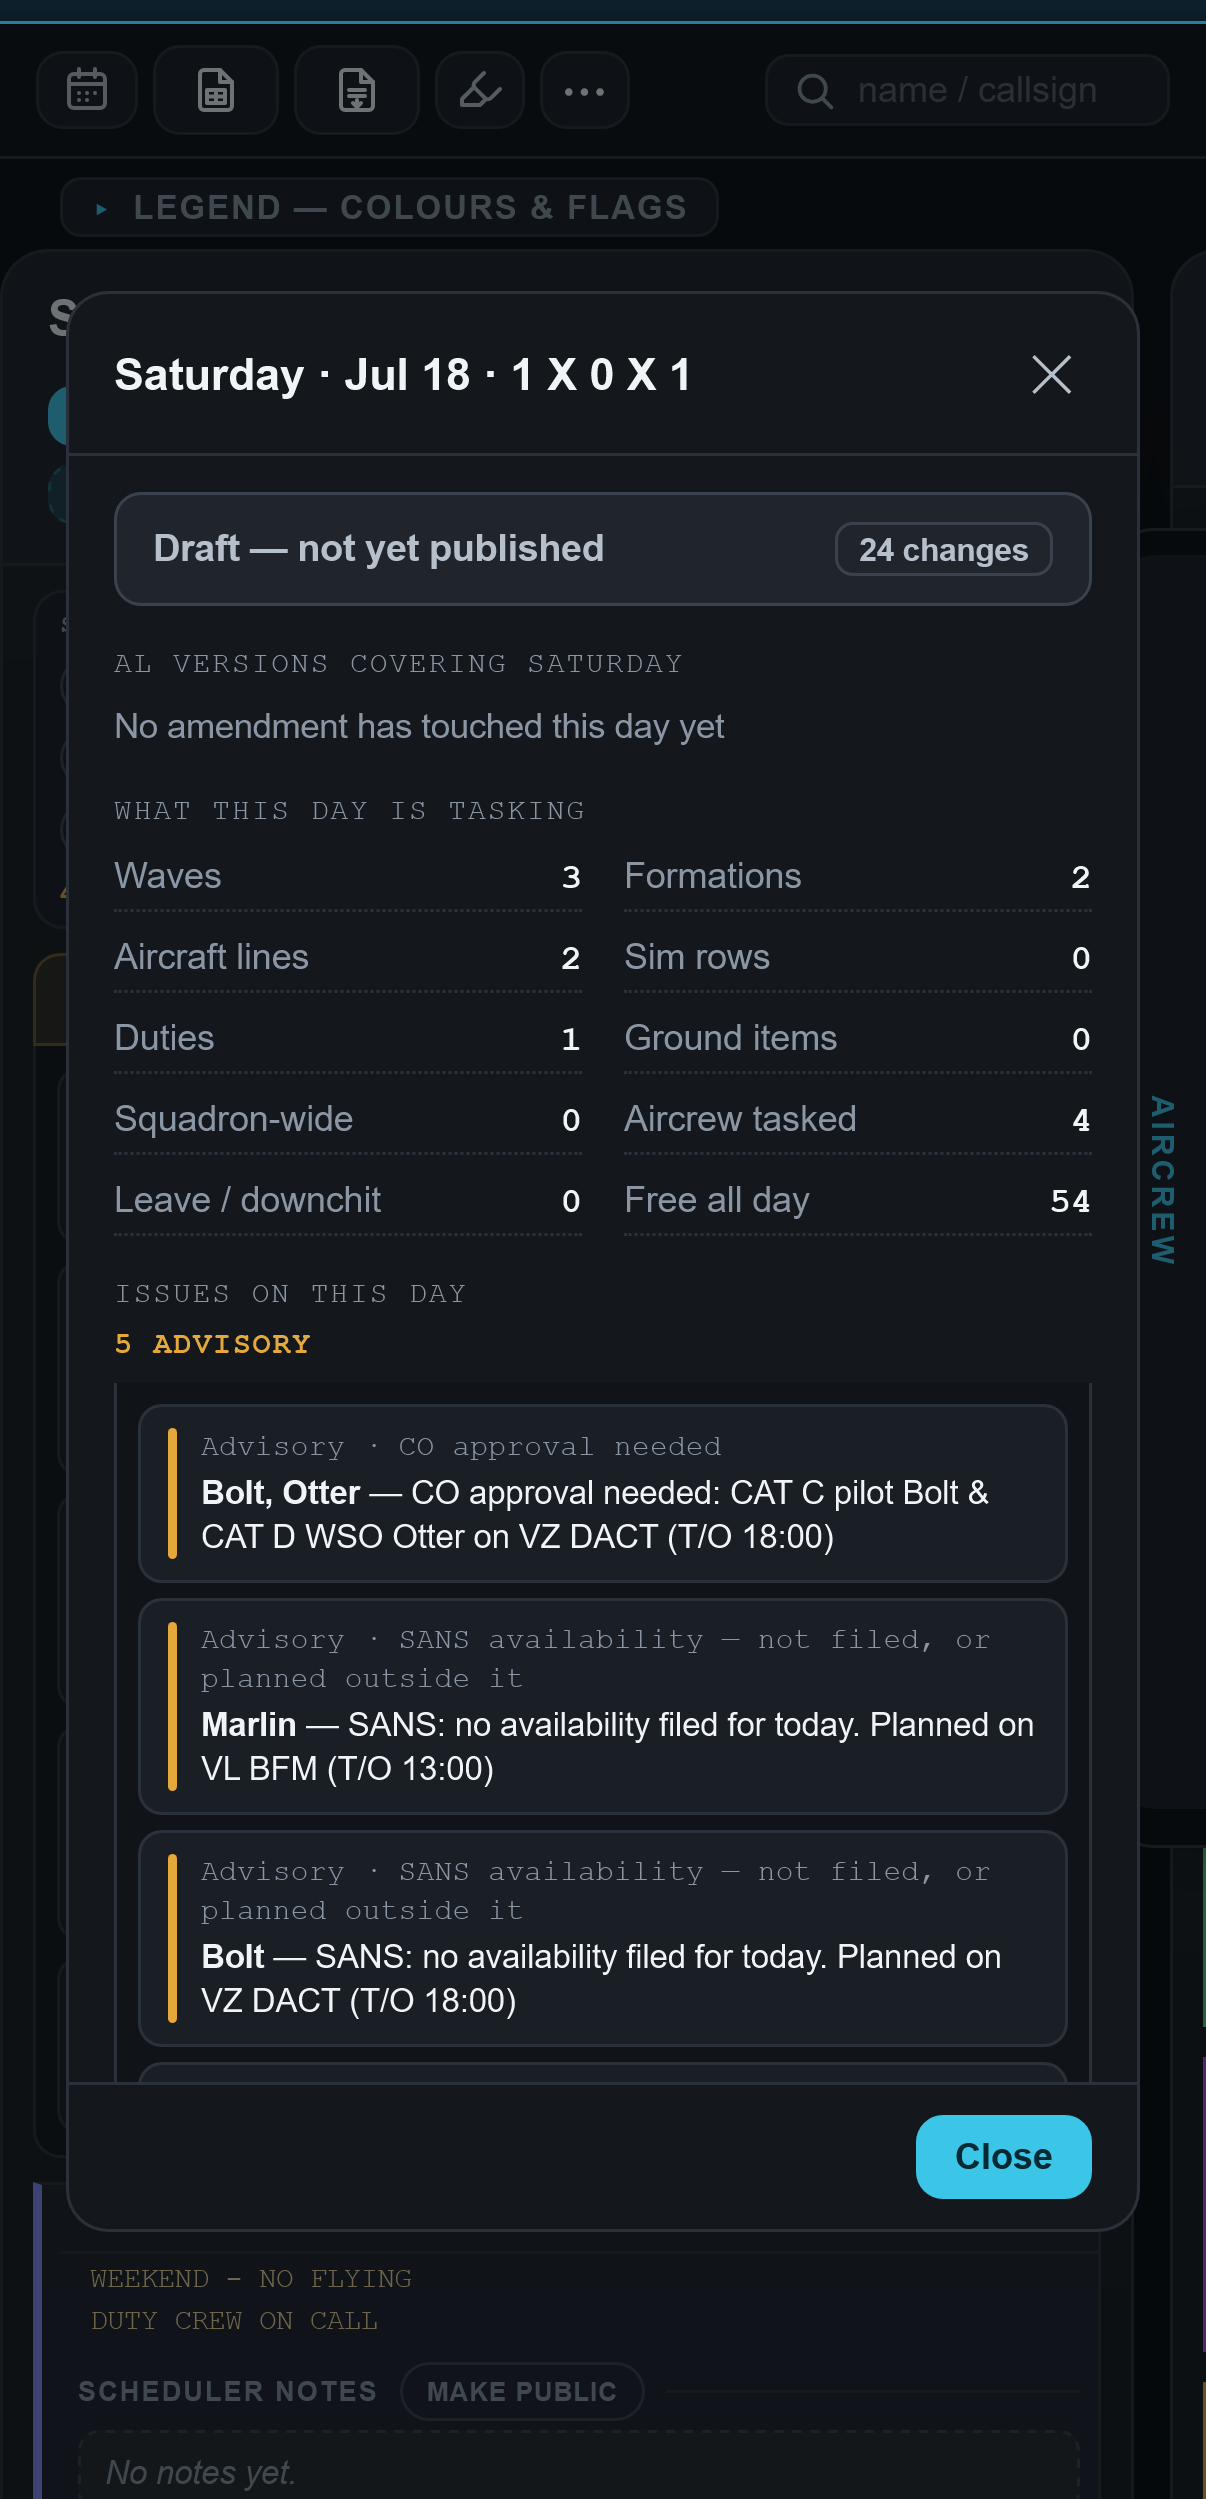 name / callsign
LEGEND — COLOURS & FLAGS
Saturday · Jul 18 · 1 X 0 X 1
Draft — not yet published
24 changes
AL VERSIONS COVERING SATURDAY
No amendment has touched this day yet
WHAT THIS DAY IS TASKING
Waves 3
Formations 2
Aircraft lines 2
Sim rows 0
Duties 1
Ground items 0
Squadron-wide 0
Aircrew tasked 4
Leave / downchit 0
Free all day 54
AIRCREW
ISSUES ON THIS DAY
5 ADVISORY
Advisory · CO approval needed
Bolt, Otter — CO approval needed: CAT C pilot Bolt &
CAT D WSO Otter on VZ DACT (T/O 18:00)
Advisory · SANS availability — not filed, or
planned outside it
Marlin — SANS: no availability filed for today. Planned on
VL BFM (T/O 13:00)
Advisory · SANS availability — not filed, or
planned outside it
Bolt — SANS: no availability filed for today. Planned on
VZ DACT (T/O 18:00)
Close
WEEKEND - NO FLYING
DUTY CREW ON CALL
SCHEDULER NOTES
MAKE PUBLIC
No notes yet.